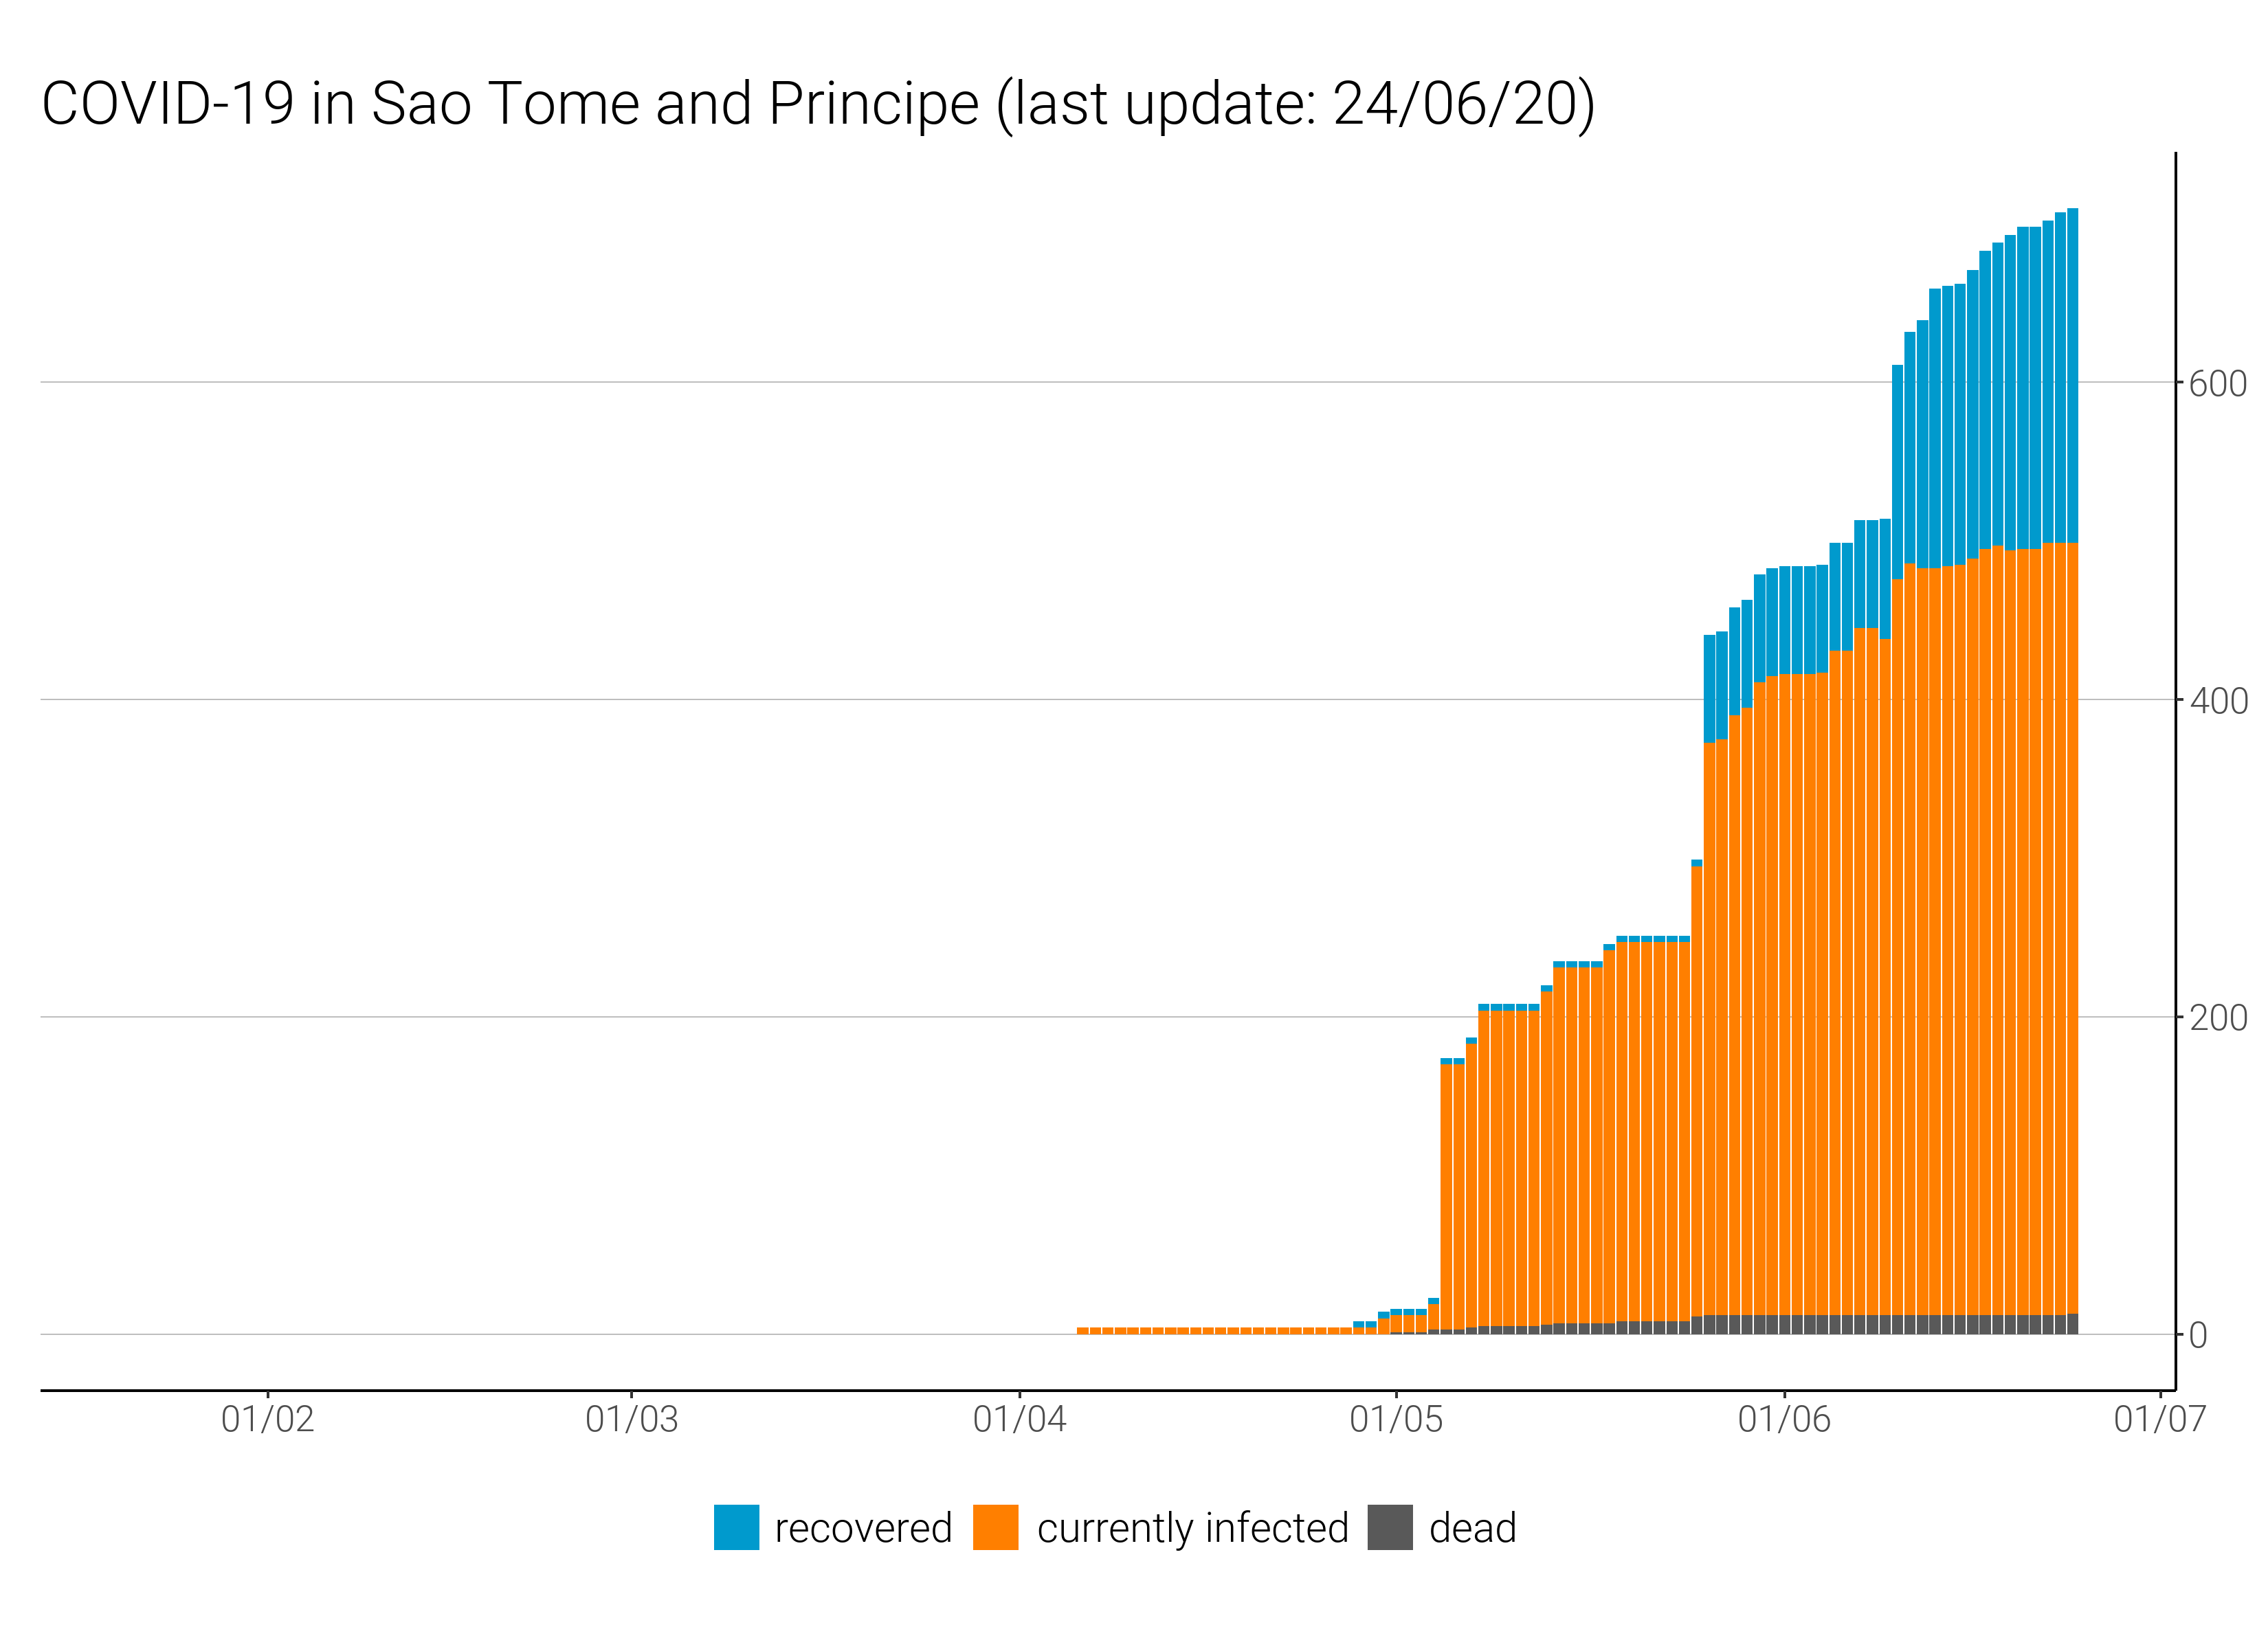 COVID-19 in Sao Tome and Principe (last update: 24/06/20)
600
400
200
0
01/02 01/03 01/04 01/05 01/06 01/07
recovered currently infected dead